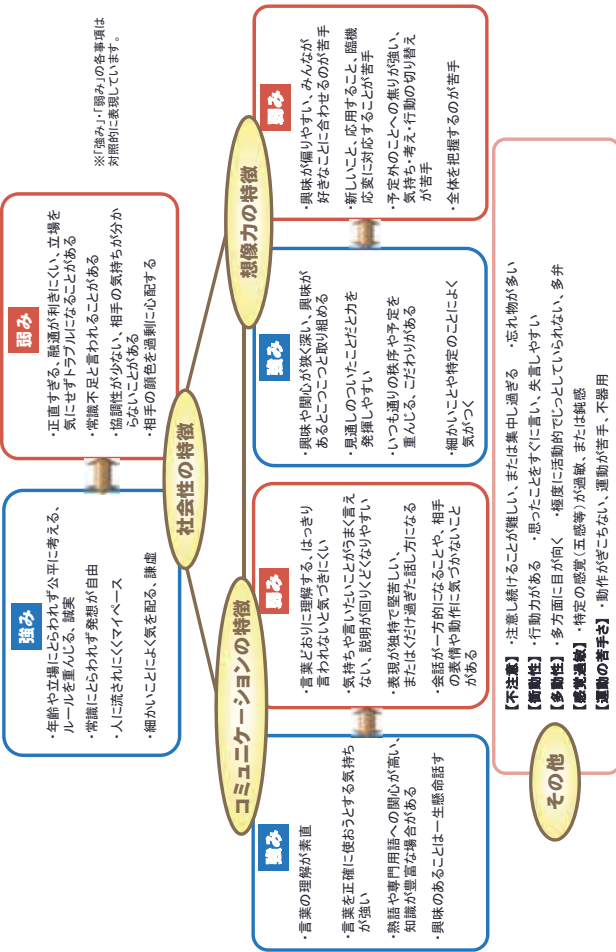 社会性の特徴
強み
・年齢や立場にとらわれず公平に考える、
ルールを重んじる、誠実
・常識にとらわれず発想が自由
・人に流されにくくマイペース
・細かいことによく気を配る、謙虚
弱み
・正直すぎる、融通が利きにくい、立場を
気にせずトラブルになることがある
・常識不足と言われることがある
・協調性が少ない、相手の気持ちが分か
らないことがある
・相手の顔色を過剰に心配する
※「強み」・「弱み」の各事項は
対照的に表現しています。
コミュニケーションの特徴
強み
・言葉の理解が素直
・言葉を正確に使おうとする気持ち
が強い
・熟語や専門用語への関心が高い、
知識が豊富な場合がある
・興味のあることは一生懸命話す
弱み
・言葉どおりに理解する、はっきり
言われないと気づきにくい
・気持ちや言いたいことがうまく言え
ない、説明が回りくどくなりやすい
・表現が独特で堅苦しい、
またはくだけ過ぎた話し方になる
・会話が一方的になることや、相手
の表情や動作に気づかないこと
がある
想像力の特徴
強み
・興味や関心が狭く深い、興味が
あるとこつこつと取り組める
・見通しのついたことだと力を
発揮しやすい
・いつも通りの秩序や予定を
重んじる、こだわりがある
・細かいことや特定のことによく
気がつく
弱み
・興味が偏りやすい、みんなが
好きなことに合わせるのが苦手
・新しいこと、応用すること、臨機
応変に対応することが苦手
・予定外のことへの焦りが強い、
気持ち・考え・行動の切り替え
が苦手
・全体を把握するのが苦手
その他
【不注意】・注意し続けることが難しい、または集中し過ぎる ・忘れ物が多い
【衝動性】・行動力がある ・思ったことをすぐに言い、失言しやすい
【多動性】・多方面に目が向く ・極度に活動的でじっとしていられない、多弁
【感覚過敏】・特定の感覚（五感等）が過敏、または鈍感
【運動の苦手さ】・動作がぎこちない、運動が苦手、不器用